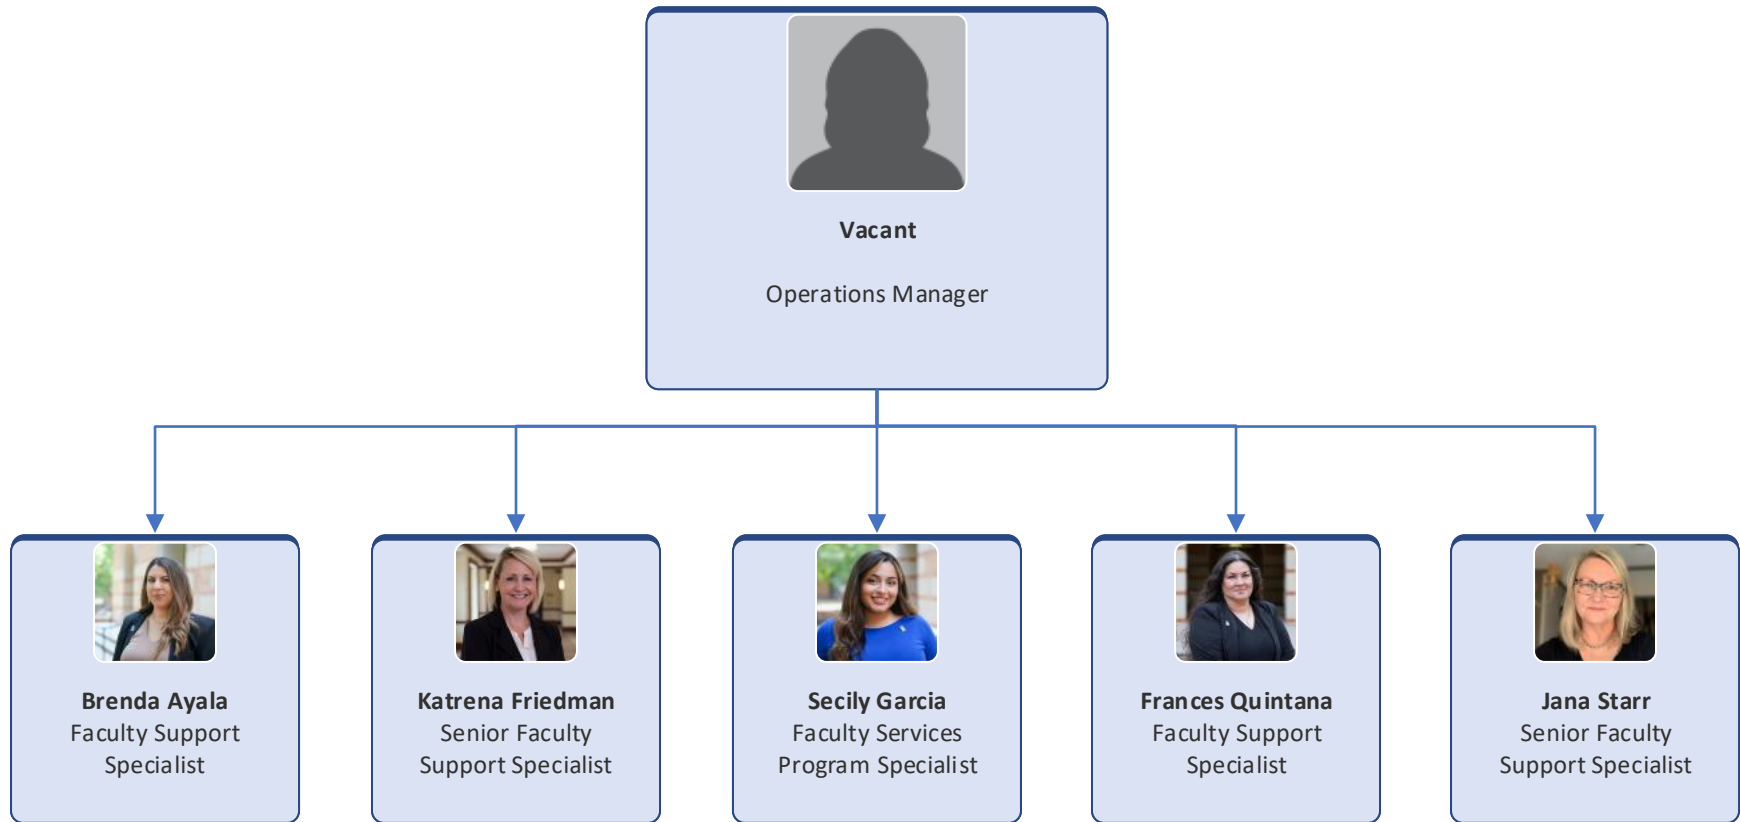 Vacant
Operations Manager
Brenda Ayala
Faculty Support
Specialist
Katrena Friedman
Senior Faculty
Support Specialist
Secily Garcia
Faculty Services
Program Specialist
Frances Quintana
Faculty Support
Specialist
Jana Starr
Senior Faculty
Support Specialist